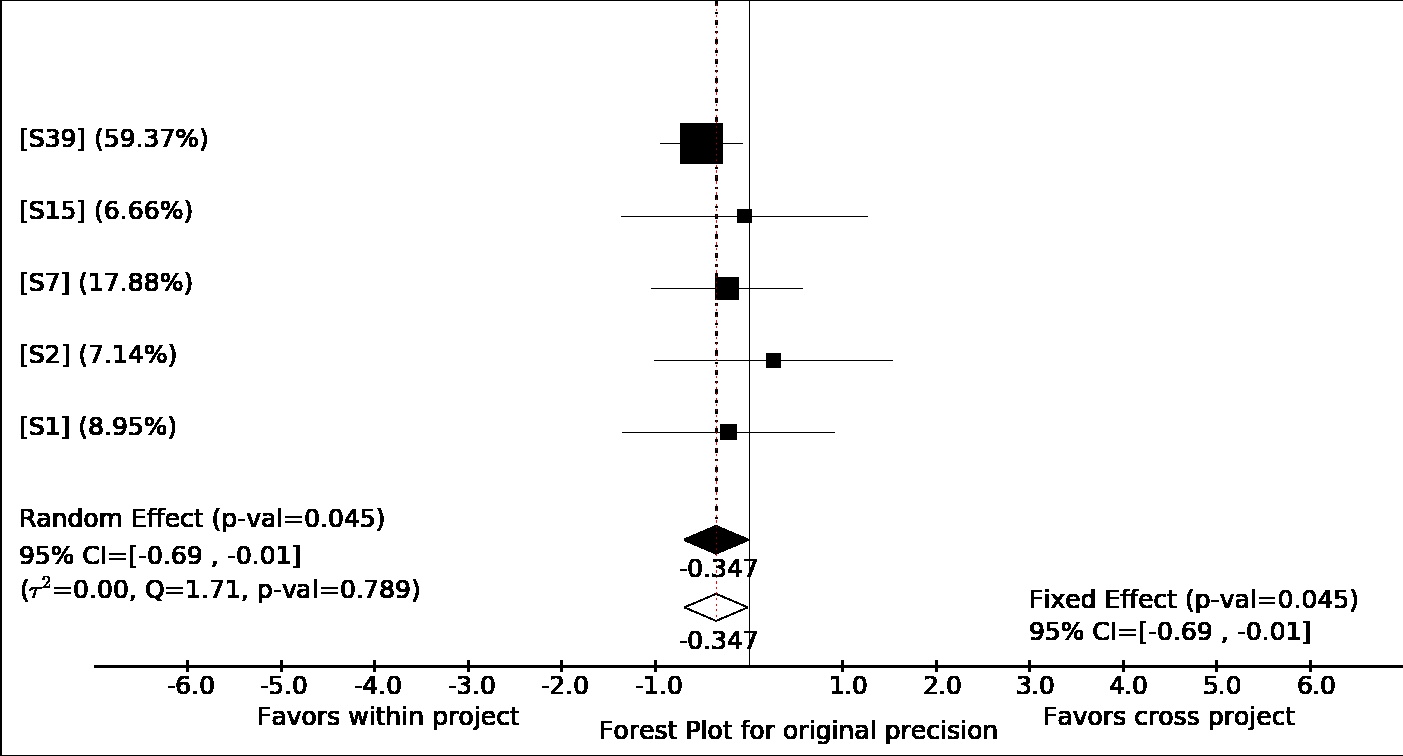 [S39] (59.37%)
[S15] (6.66%)
[S7] (17.88%)
[S2] (7.14%)
[S1] (8.95%)
Random Effect (p-val=0.045)
95% CI=[-0.69 , -0.01]
(τ²=0.00, Q=1.71, p-val=0.789)
-0.347
-0.347
Fixed Effect (p-val=0.045)
95% CI=[-0.69 , -0.01]
-6.0 -5.0 -4.0 -3.0 -2.0 -1.0 1.0 2.0 3.0 4.0 5.0 6.0
Favors within project
Forest Plot for original precision
Favors cross project